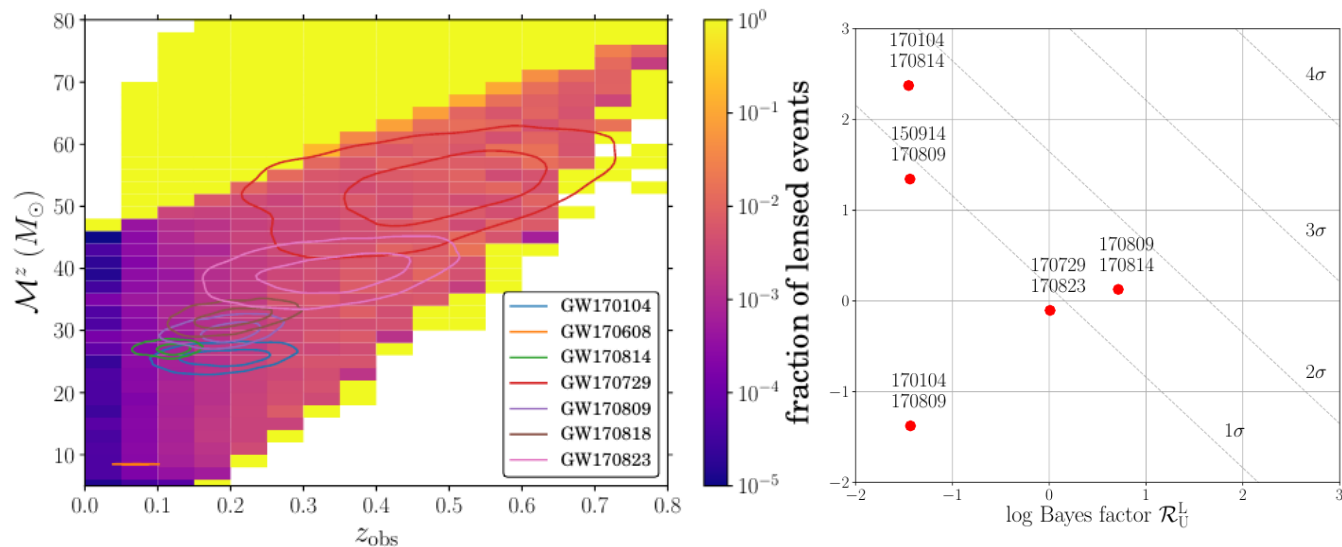 80
70
60
50
40
30
20
10
ℳᶻ (M⊙)
0.0 0.1 0.2 0.3 0.4 0.5 0.6 0.7 0.8
z_obs
GW170104
GW170608
GW170814
GW170729
GW170809
GW170818
GW170823
10⁰
10⁻¹
10⁻²
10⁻³
10⁻⁴
10⁻⁵
fraction of lensed events
3
2
1
0
−1
−2
170104
170814
150914
170809
170809
170814
170729
170823
170104
170809
4σ
3σ
2σ
1σ
−2 −1 0 1 2 3
log Bayes factor ℛ^L_U